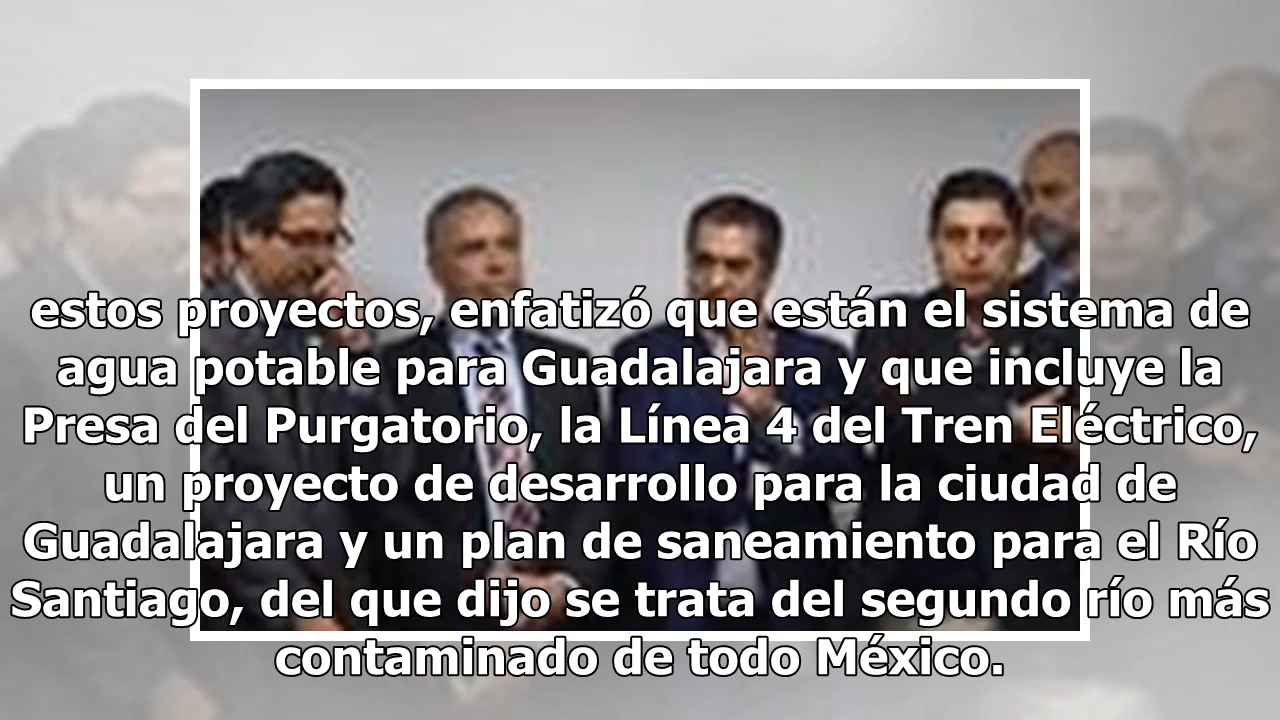 estos proyectos, enfatizó que están el sistema de
agua potable para Guadalajara y que incluye la
Presa del Purgatorio, la Línea 4 del Tren Eléctrico,
un proyecto de desarrollo para la ciudad de
Guadalajara y un plan de saneamiento para el Río
Santiago, del que dijo se trata del segundo río más
contaminado de todo México.